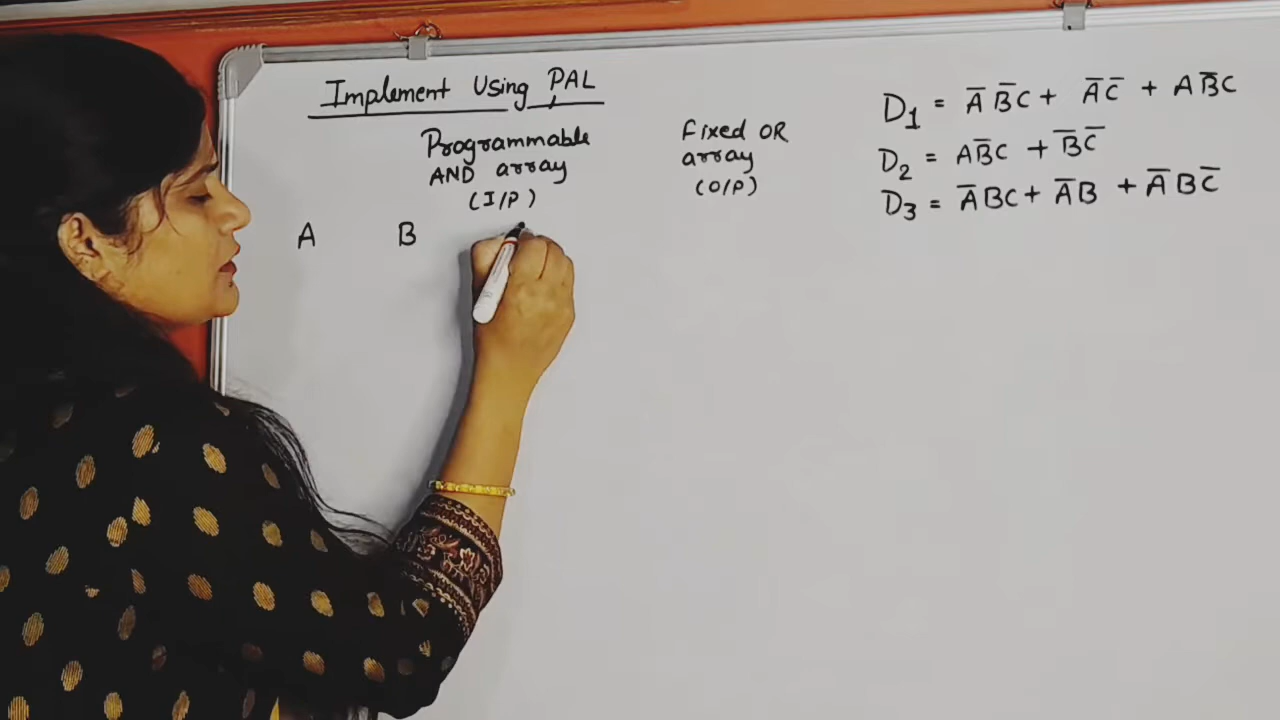 Implement Using PAL
Programmable
AND array
(I/P)
Fixed OR
array
(O/P)
A B
D₁ = A̅ B̅ C + A̅ C̅ + A B̅ C
D₂ = A B̅ C + B̅ C̅
D₃ = A̅ B C + A̅ B + A̅ B C̅